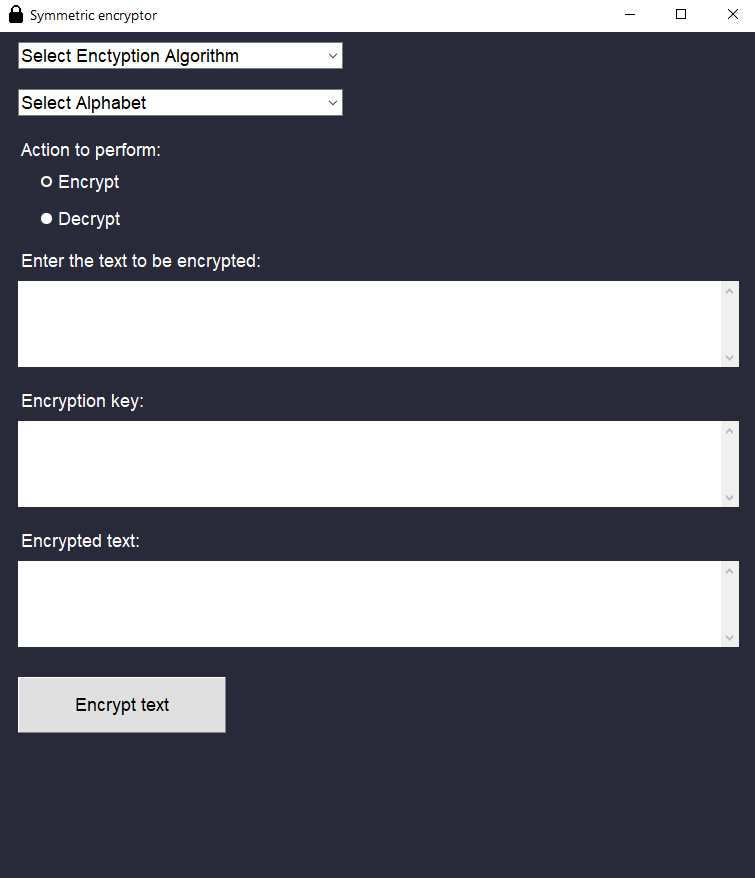 Symmetric encryptor
Select Enctyption Algorithm
Select Alphabet
Action to perform:
Encrypt
Decrypt
Enter the text to be encrypted:
Encryption key:
Encrypted text:
Encrypt text